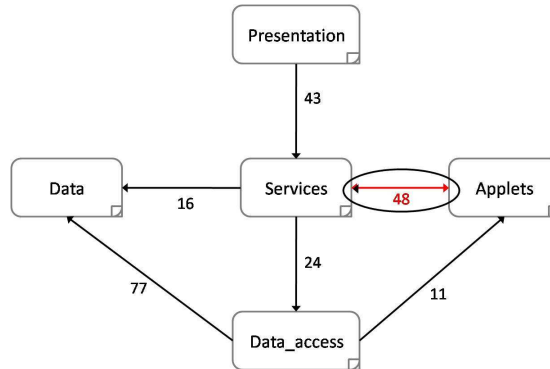 Presentation
43
Data
16
Services
48
Applets
24
77
11
Data_access